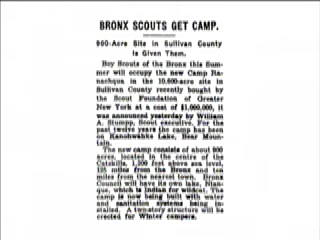 BRONX SCOUTS GET CAMP.
900-Acre Site in Sullivan County
Is Given Them.
Boy Scouts of the Bronx this Sum-
mer will occupy the new Camp Ra-
nachqua in the 10,600-acre site in
Sullivan County recently bought by
the Scout Foundation of Greater
New York at a cost of $1,000,000, it
was announced yesterday by William
A. Stumpp, Scout executive. For the
past twelve years the camp has been
on Kanohwahke Lake, Bear Moun-
tain.
The new camp consists of about 900
acres, located in the centre of the
Catskills, 1,300 feet above sea level,
125 miles from the Bronx and ten
miles from the nearest town. Bronx
Council will have its own lake, Nian-
que, which is Indian for wildcat. The
camp is now being built with water
and sanitation systems being in-
stalled. A two-story structure will be
erected for Winter campers.